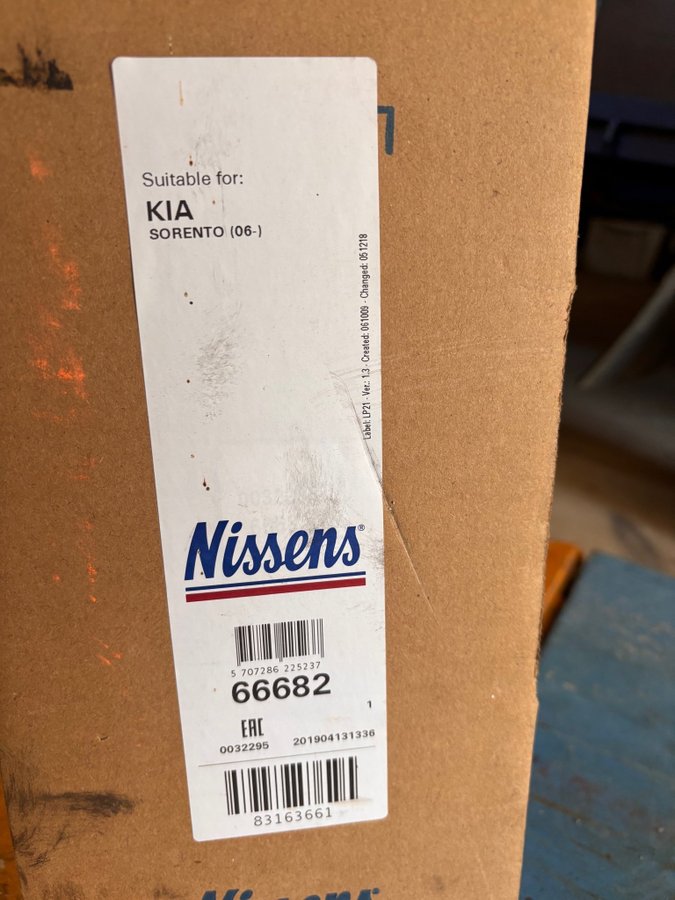 Suitable for:
KIA
SORENTO (06-)
Label: LP21 - Ver.: 1.3 - Created: 061009 - Changed: 051218
Nissens®
5 707286 225237
66682
1
EAC
0032295 201904131336
83163661
Nissens